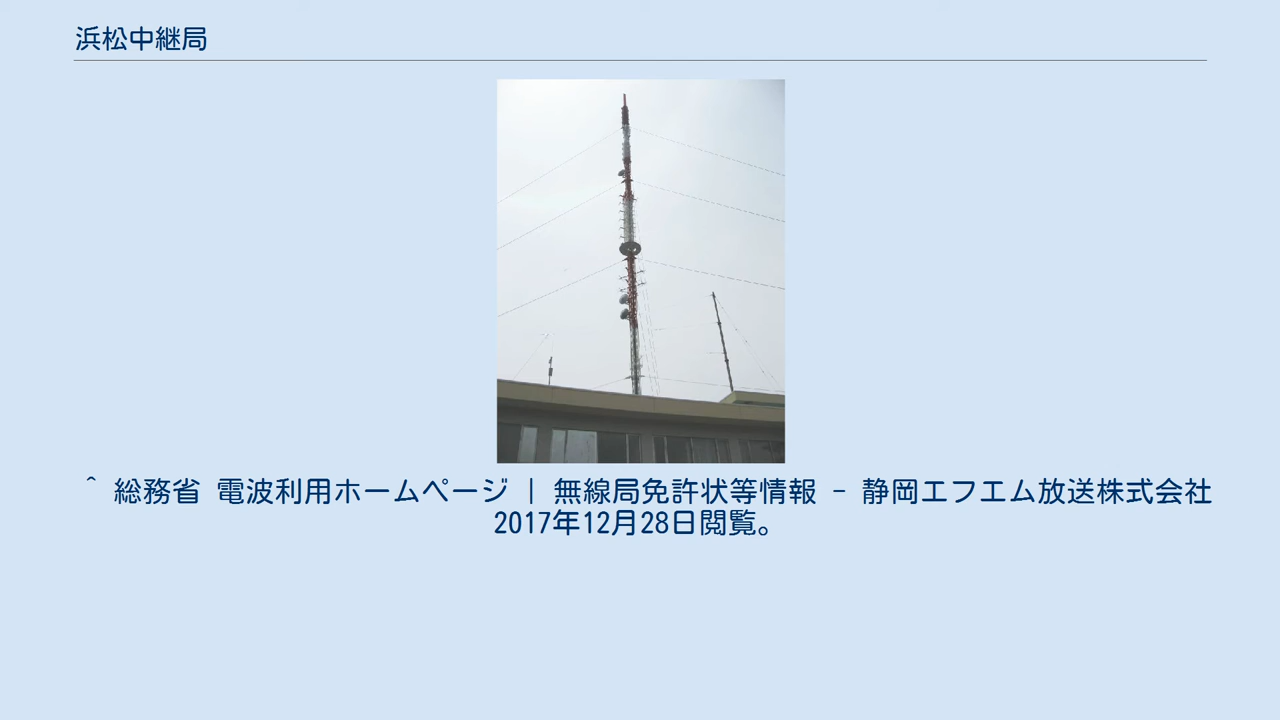 浜松中継局
^ 総務省 電波利用ホームページ | 無線局免許状等情報 - 静岡エフエム放送株式会社
2017年12月28日閲覧。